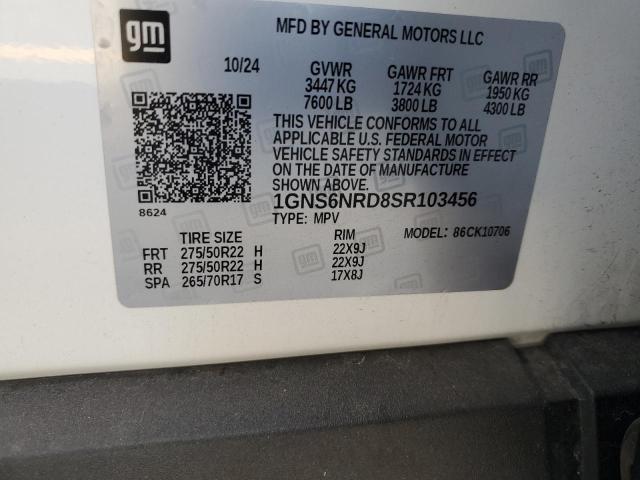 gm
MFD BY GENERAL MOTORS LLC
10/24 GVWR GAWR FRT GAWR RR
3447 KG 1724 KG 1950 KG
7600 LB 3800 LB 4300 LB
THIS VEHICLE CONFORMS TO ALL
APPLICABLE U.S. FEDERAL MOTOR
VEHICLE SAFETY STANDARDS IN EFFECT
ON THE DATE OF MANUFACTURE
SHOWN ABOVE.
1GNS6NRD8SR103456
8624
TYPE: MPV MODEL: 86CK10706
TIRE SIZE RIM
FRT 275/50R22 H 22X9J
RR 275/50R22 H 22X9J
SPA 265/70R17 S 17X8J